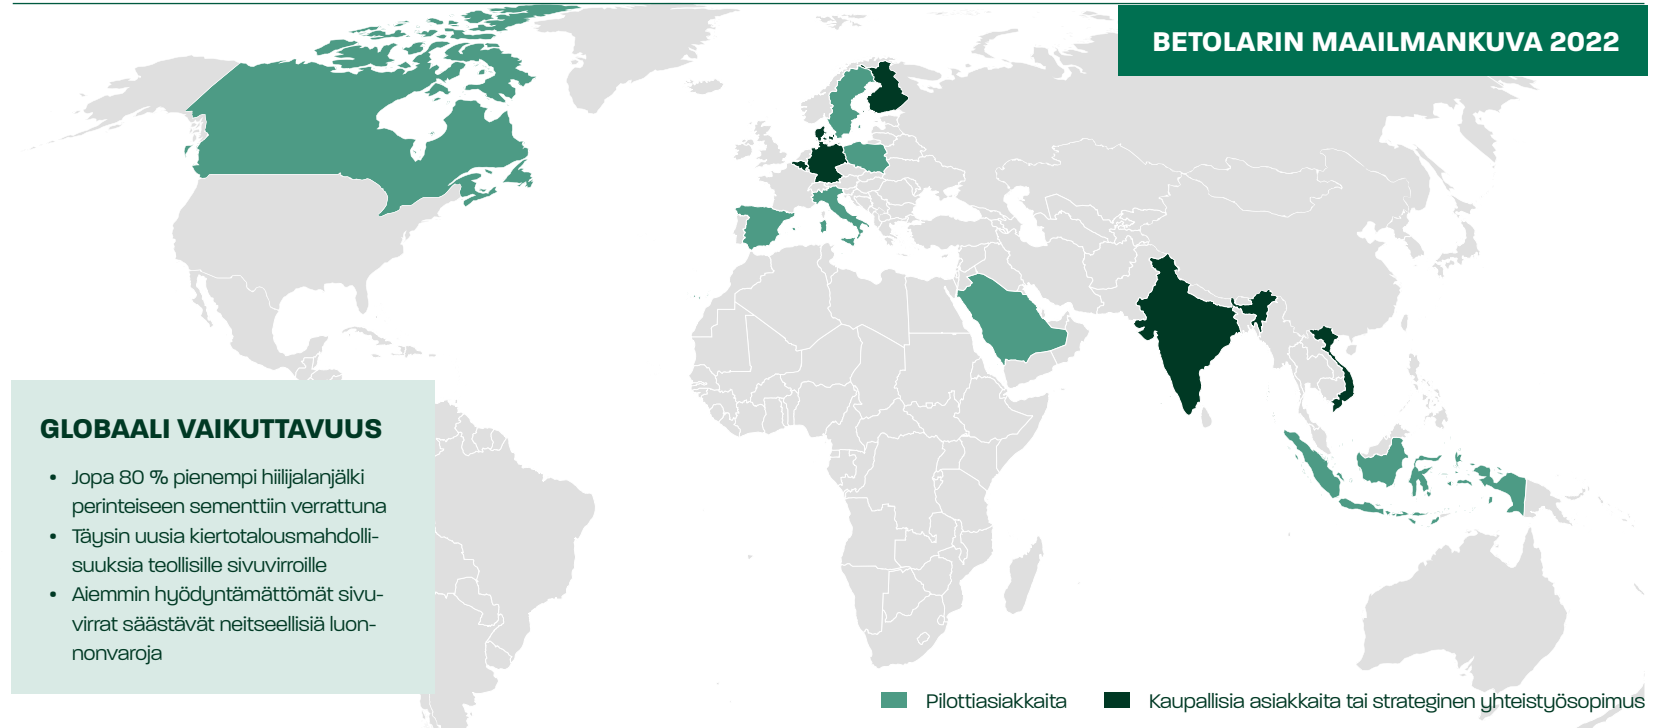 BETOLARIN MAAILMANKUVA 2022
GLOBAALI VAIKUTTAVUUS
• Jopa 80 % pienempi hiilijalanjälki
perinteiseen sementtiin verrattuna
• Täysin uusia kiertotalousmahdolli-
suuksia teollisille sivuvirroille
• Aiemmin hyödyntämättömät sivu-
virrat säästävät neitseellisiä luon-
nonvaroja
Pilottiasiakkaita
Kaupallisia asiakkaita tai strateginen yhteistyösopimus